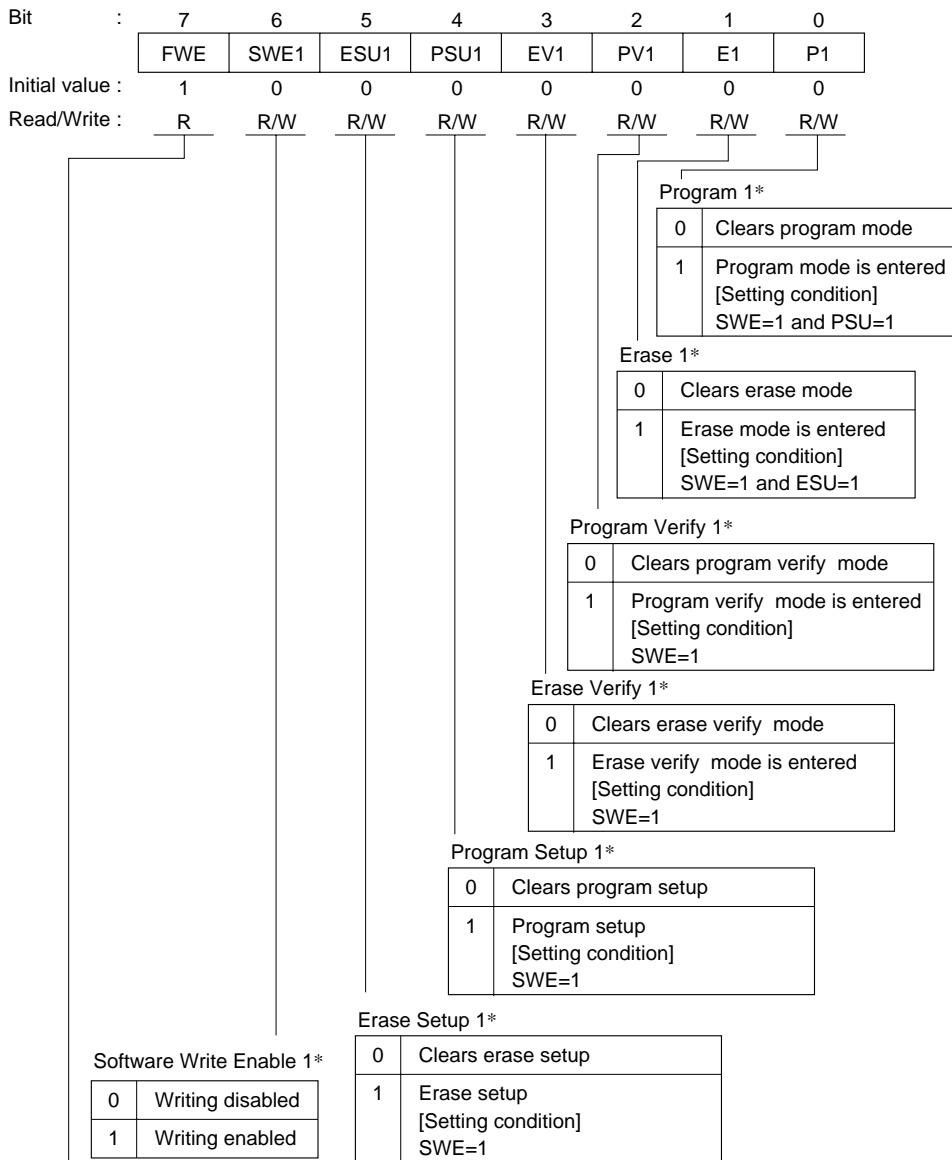 Bit : 7 6 5 4 3 2 1 0
FWE SWE1 ESU1 PSU1 EV1 PV1 E1 P1
Initial value : 1 0 0 0 0 0 0 0
Read/Write : R R/W R/W R/W R/W R/W R/W R/W
Program 1*
0 Clears program mode
1 Program mode is entered
[Setting condition]
SWE=1 and PSU=1
Erase 1*
0 Clears erase mode
1 Erase mode is entered
[Setting condition]
SWE=1 and ESU=1
Program Verify 1*
0 Clears program verify mode
1 Program verify mode is entered
[Setting condition]
SWE=1
Erase Verify 1*
0 Clears erase verify mode
1 Erase verify mode is entered
[Setting condition]
SWE=1
Program Setup 1*
0 Clears program setup
1 Program setup
[Setting condition]
SWE=1
Erase Setup 1*
0 Clears erase setup
1 Erase setup
[Setting condition]
SWE=1
Software Write Enable 1*
0 Writing disabled
1 Writing enabled